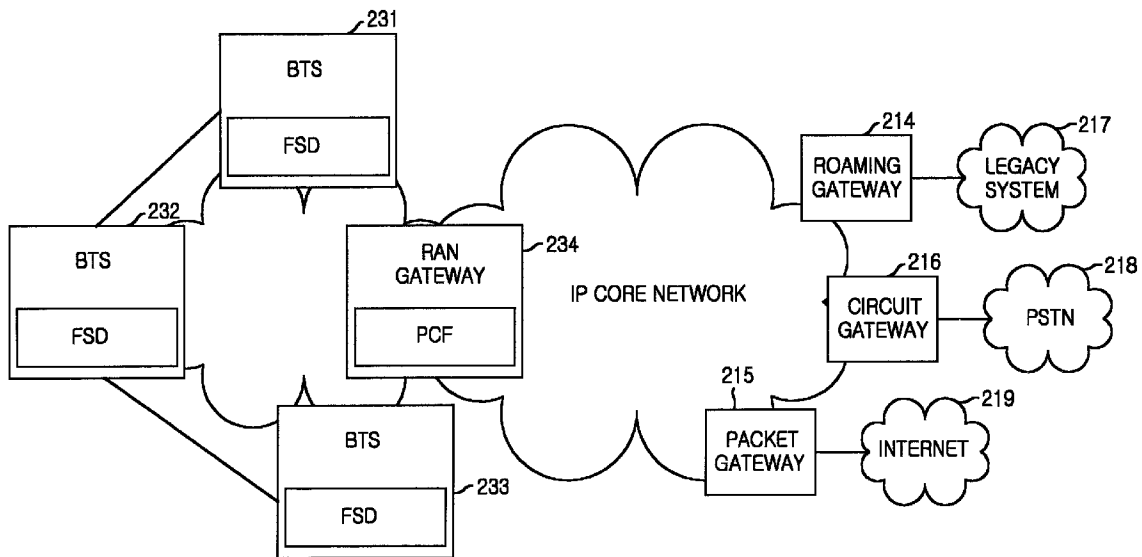 231
BTS
FSD
232
BTS
FSD
RAN
GATEWAY
234
PCF
BTS
233
FSD
IP CORE NETWORK
214
ROAMING
GATEWAY
217
LEGACY
SYSTEM
216
CIRCUIT
GATEWAY
218
PSTN
215
PACKET
GATEWAY
219
INTERNET